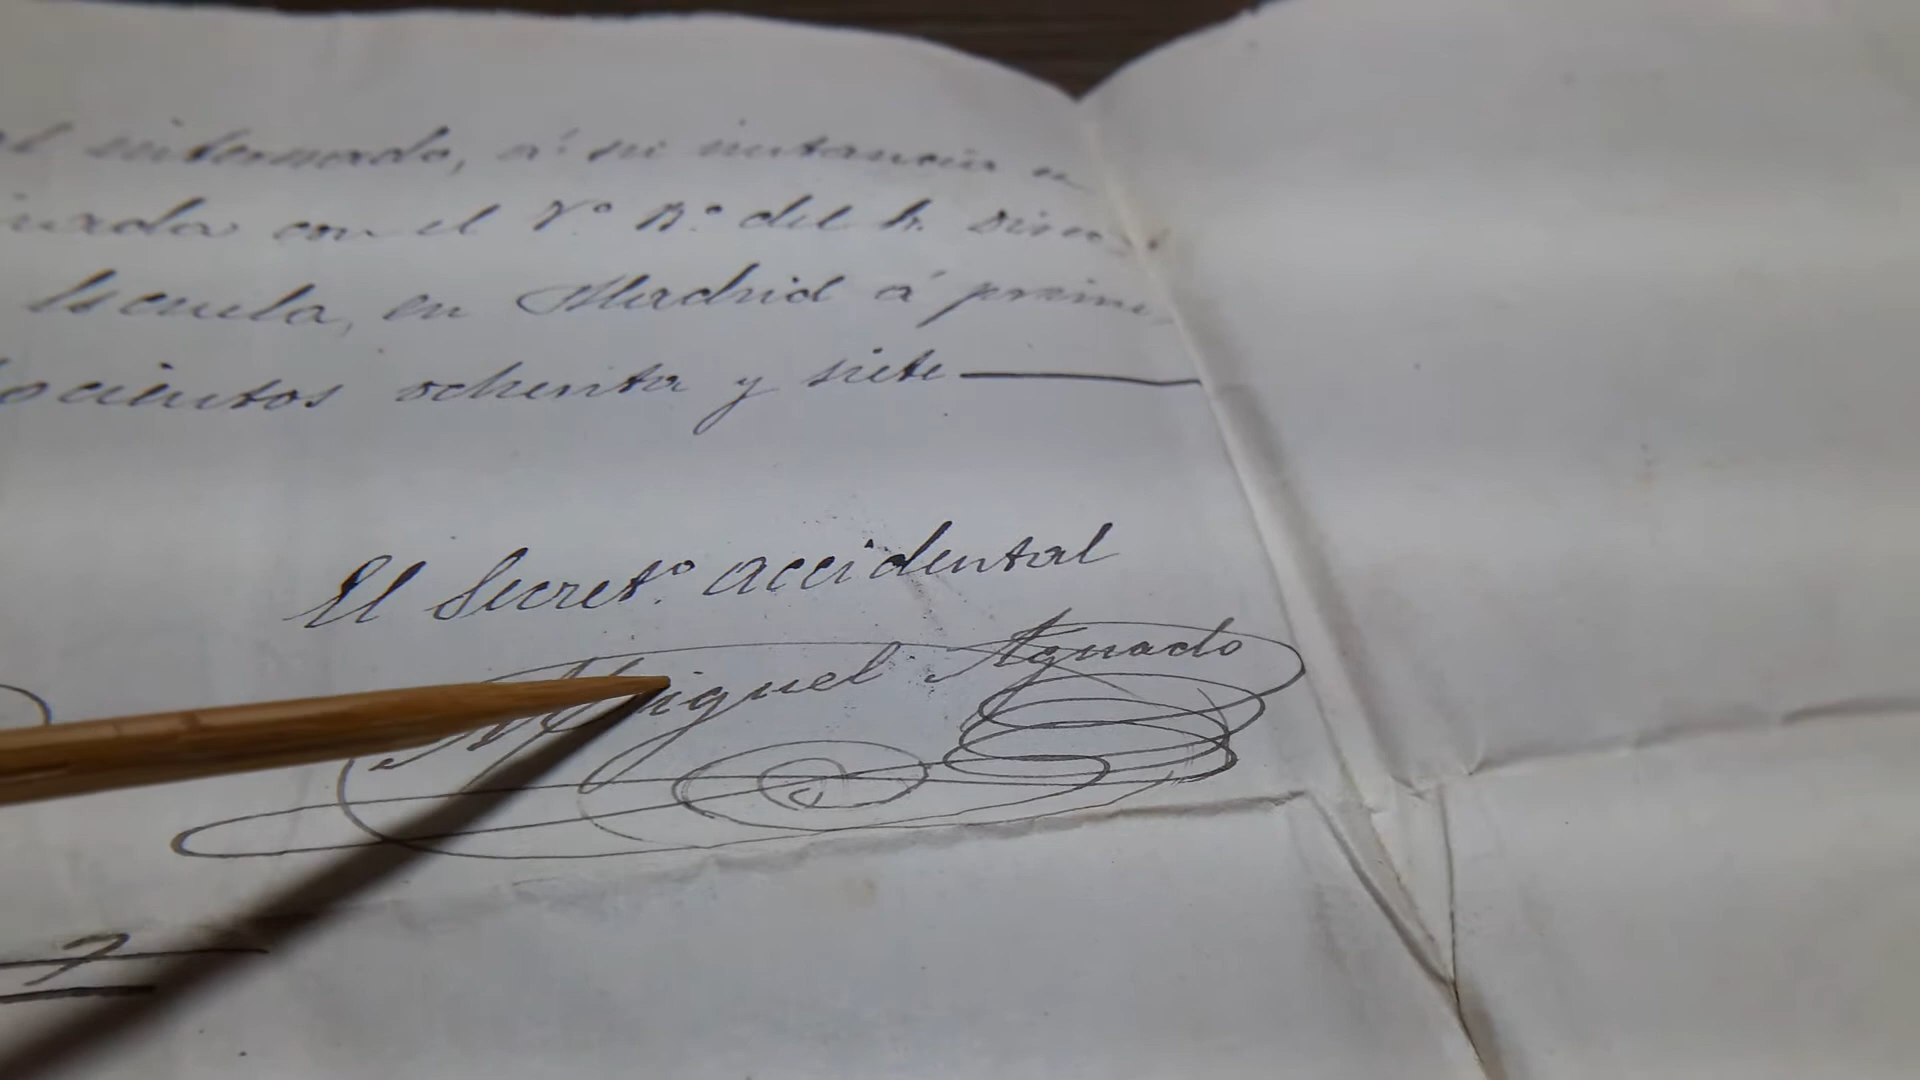 al interesado, á su instancia
con el Vº Bº del Sr. Direc
Escuela, en Madrid á prime
ocientos ochenta y siete
El Secretº accidental
Miguel Aguado